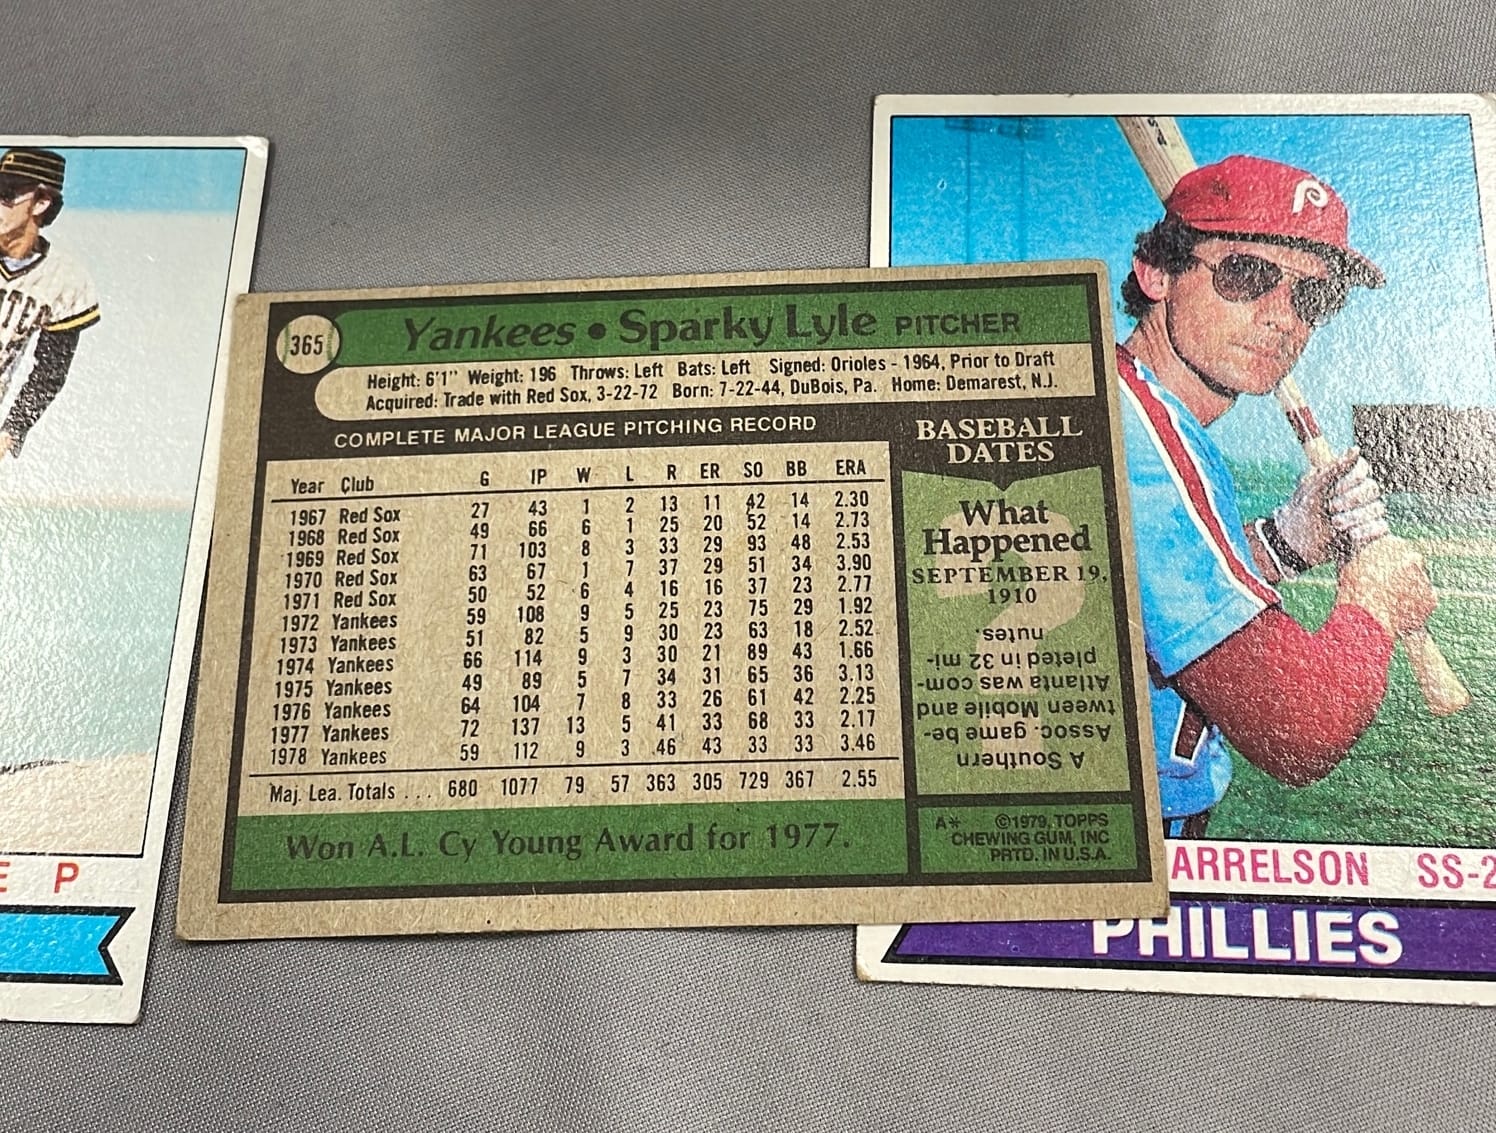 365
Yankees • Sparky Lyle PITCHER
Height: 6'1" Weight: 196 Throws: Left Bats: Left Signed: Orioles - 1964, Prior to Draft
Acquired: Trade with Red Sox, 3-22-72 Born: 7-22-44, DuBois, Pa. Home: Demarest, N.J.
COMPLETE MAJOR LEAGUE PITCHING RECORD
Year Club G IP W L R ER SO BB ERA
1967 Red Sox 27 43 1 2 13 11 42 14 2.30
1968 Red Sox 49 66 6 1 25 20 52 14 2.73
1969 Red Sox 71 103 8 3 33 29 93 48 2.53
1970 Red Sox 63 67 1 7 37 29 51 34 3.90
1971 Red Sox 50 52 6 4 16 16 37 23 2.77
1972 Yankees 59 108 9 5 25 23 75 29 1.92
1973 Yankees 51 82 5 9 30 23 63 18 2.52
1974 Yankees 66 114 9 3 30 21 89 43 1.66
1975 Yankees 49 89 5 7 34 31 65 36 3.13
1976 Yankees 64 104 7 8 33 26 61 42 2.25
1977 Yankees 72 137 13 5 41 33 68 33 2.17
1978 Yankees 59 112 9 3 46 43 33 33 3.46
Maj. Lea. Totals ... 680 1077 79 57 363 305 729 367 2.55
Won A.L. Cy Young Award for 1977.
BASEBALL
DATES
What
Happened
SEPTEMBER 19,
1910
A Southern
Assoc. game be-
tween Mobile and
Atlanta was com-
pleted in 32 mi-
nutes.
A* ©1979, TOPPS
CHEWING GUM, INC
PRTD. IN U.S.A.
E P
P
ARRELSON SS-2
PHILLIES